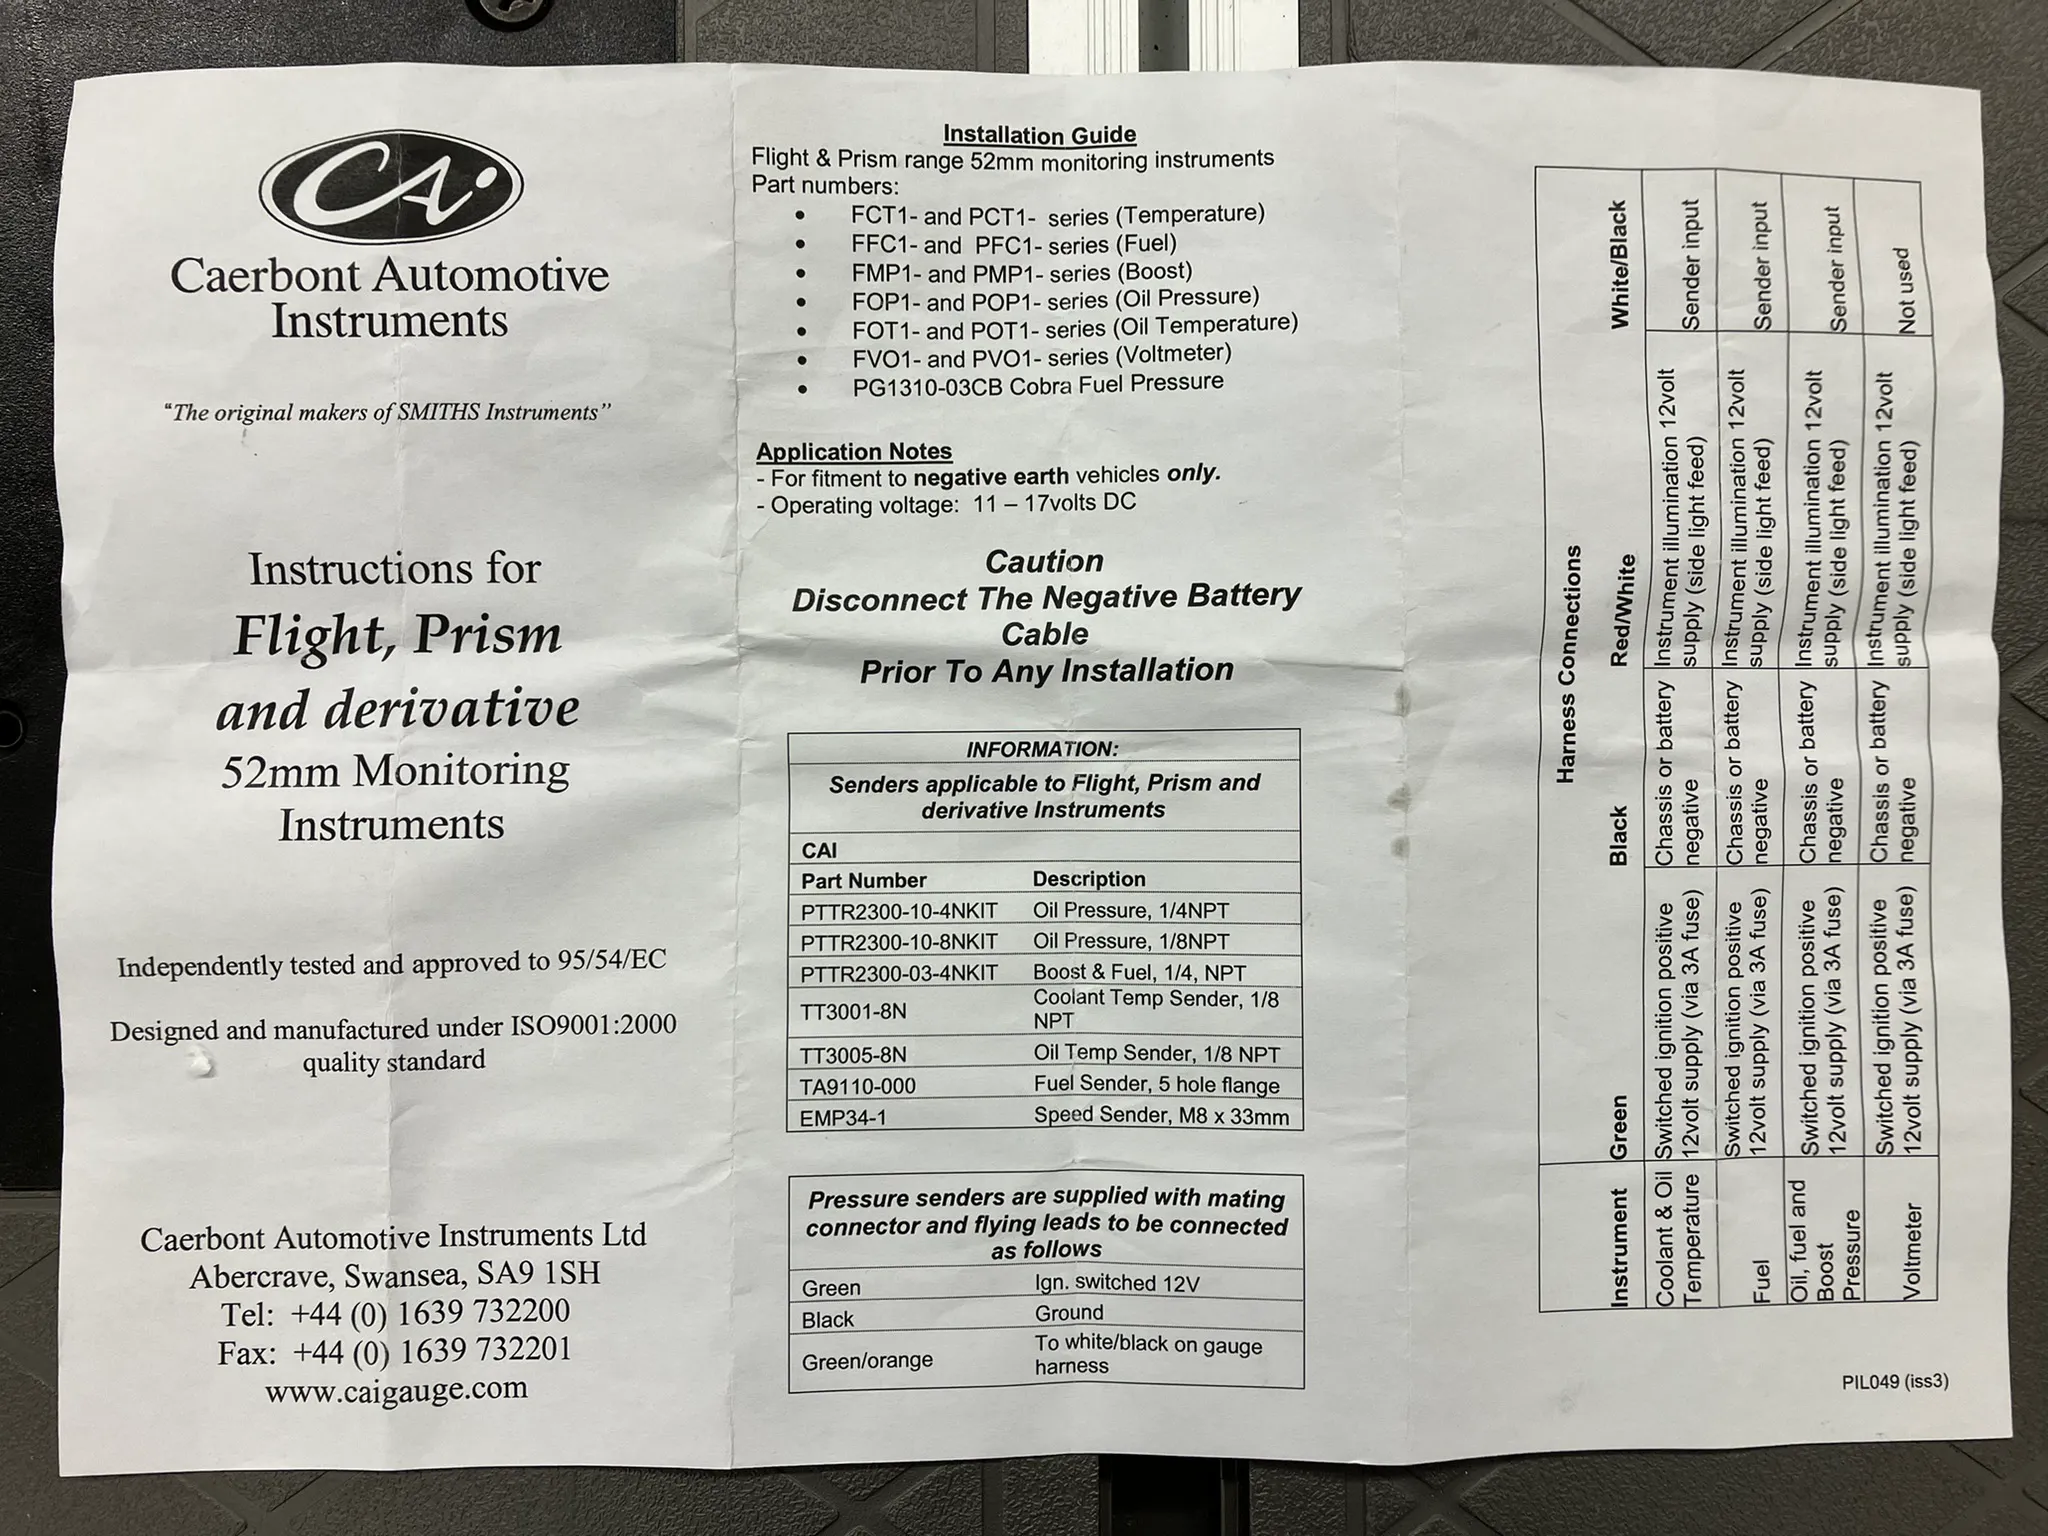 CAi
Caerbont Automotive
Instruments
“The original makers of SMITHS Instruments”
Instructions for
Flight, Prism
and derivative
52mm Monitoring
Instruments
Independently tested and approved to 95/54/EC
Designed and manufactured under ISO9001:2000
quality standard
Caerbont Automotive Instruments Ltd
Abercrave, Swansea, SA9 1SH
Tel: +44 (0) 1639 732200
Fax: +44 (0) 1639 732201
www.caigauge.com
Installation Guide
Flight & Prism range 52mm monitoring instruments
Part numbers:
• FCT1- and PCT1- series (Temperature)
• FFC1- and PFC1- series (Fuel)
• FMP1- and PMP1- series (Boost)
• FOP1- and POP1- series (Oil Pressure)
• FOT1- and POT1- series (Oil Temperature)
• FVO1- and PVO1- series (Voltmeter)
• PG1310-03CB Cobra Fuel Pressure
Application Notes
- For fitment to negative earth vehicles only.
- Operating voltage: 11 – 17volts DC
Caution
Disconnect The Negative Battery
Cable
Prior To Any Installation
INFORMATION:
Senders applicable to Flight, Prism and
derivative Instruments
CAI
Part Number Description
PTTR2300-10-4NKIT Oil Pressure, 1/4NPT
PTTR2300-10-8NKIT Oil Pressure, 1/8NPT
PTTR2300-03-4NKIT Boost & Fuel, 1/4, NPT
TT3001-8N Coolant Temp Sender, 1/8
NPT
TT3005-8N Oil Temp Sender, 1/8 NPT
TA9110-000 Fuel Sender, 5 hole flange
EMP34-1 Speed Sender, M8 x 33mm
Pressure senders are supplied with mating
connector and flying leads to be connected
as follows
Green Ign. switched 12V
Black Ground
Green/orange To white/black on gauge
harness
Harness Connections
Instrument Green Black Red/White White/Black
Coolant & Oil Switched ignition positive Chassis or battery Instrument illumination 12volt Sender input
Temperature 12volt supply (via 3A fuse) negative supply (side light feed)
Fuel Switched ignition positive Chassis or battery Instrument illumination 12volt Sender input
12volt supply (via 3A fuse) negative supply (side light feed)
Oil, fuel and Switched ignition positive Chassis or battery Instrument illumination 12volt Sender input
Boost 12volt supply (via 3A fuse) negative supply (side light feed)
Pressure
Voltmeter Switched ignition positive Chassis or battery Instrument illumination 12volt Not used
12volt supply (via 3A fuse) negative supply (side light feed)
PIL049 (iss3)